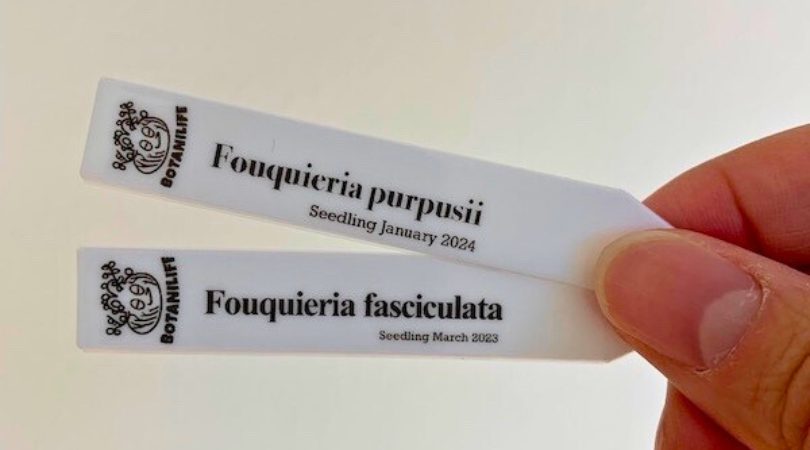 BOTANILIFE
Fouquieria purpusii
Seedling January 2024
BOTANILIFE
Fouquieria fasciculata
Seedling March 2023